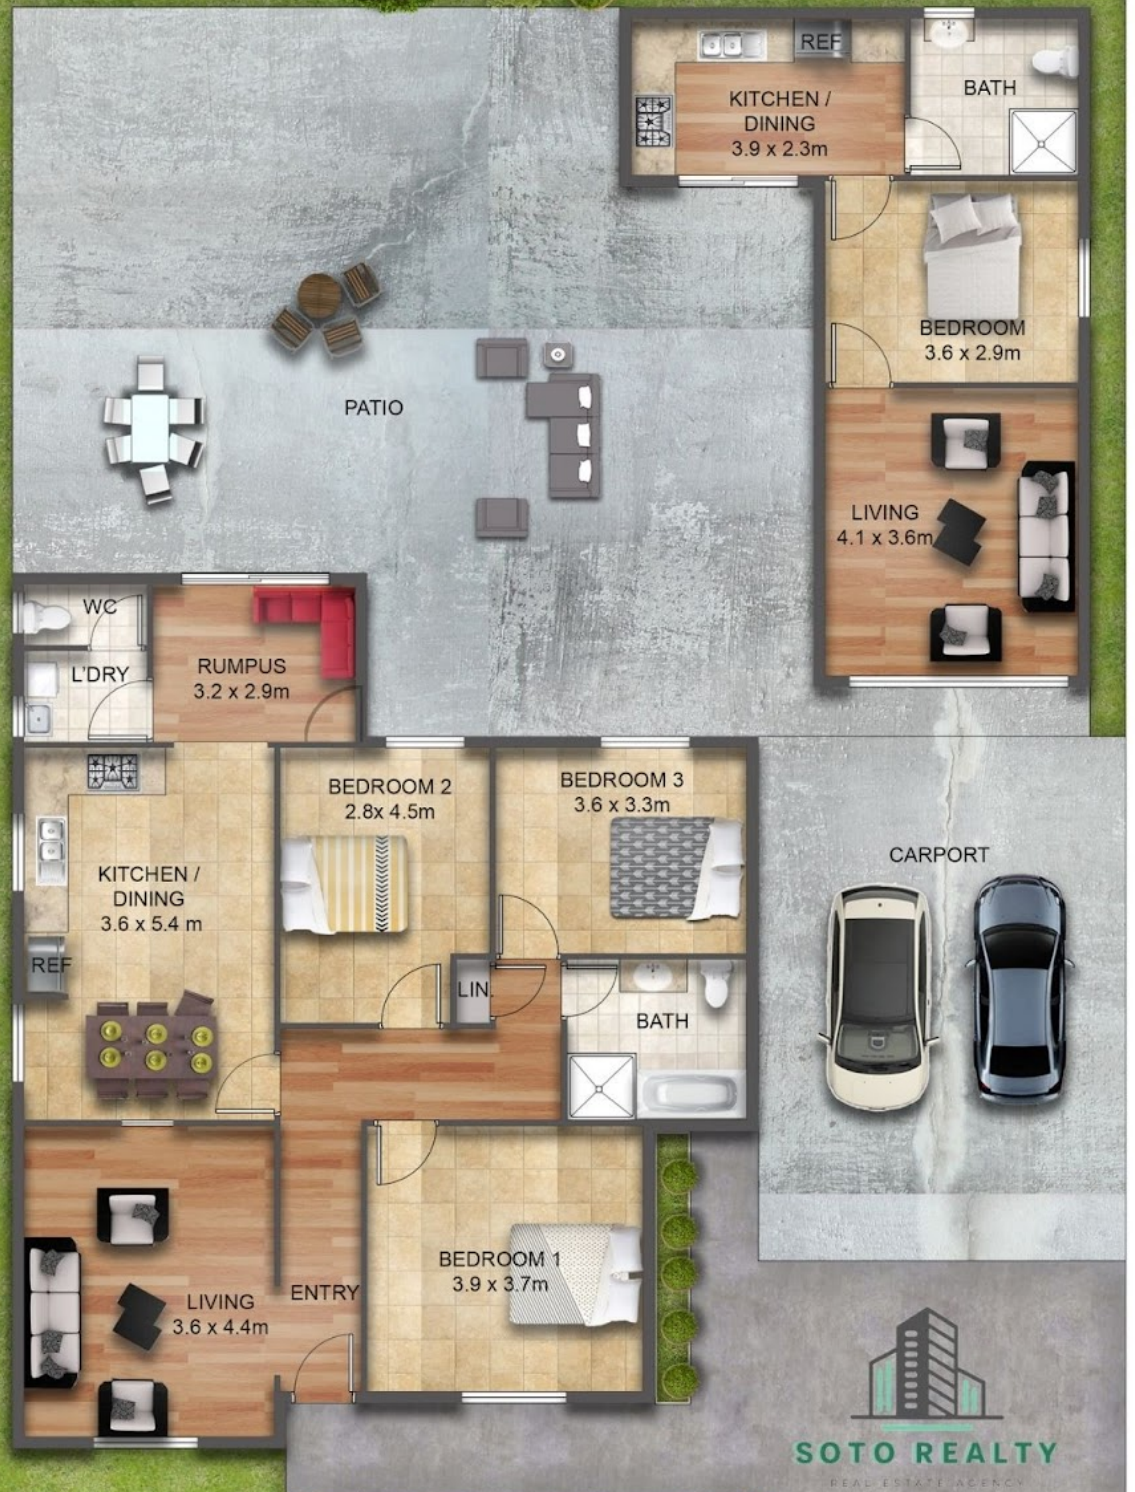 REF
KITCHEN /
DINING
3.9 x 2.3m
BATH
BEDROOM
3.6 x 2.9m
PATIO
LIVING
4.1 x 3.6m
WC
L'DRY
RUMPUS
3.2 x 2.9m
BEDROOM 2
2.8x 4.5m
BEDROOM 3
3.6 x 3.3m
CARPORT
KITCHEN /
DINING
3.6 x 5.4 m
REF
LIN.
BATH
BEDROOM 1
3.9 x 3.7m
ENTRY
LIVING
3.6 x 4.4m
SOTO REALTY
REAL ESTATE AGENCY